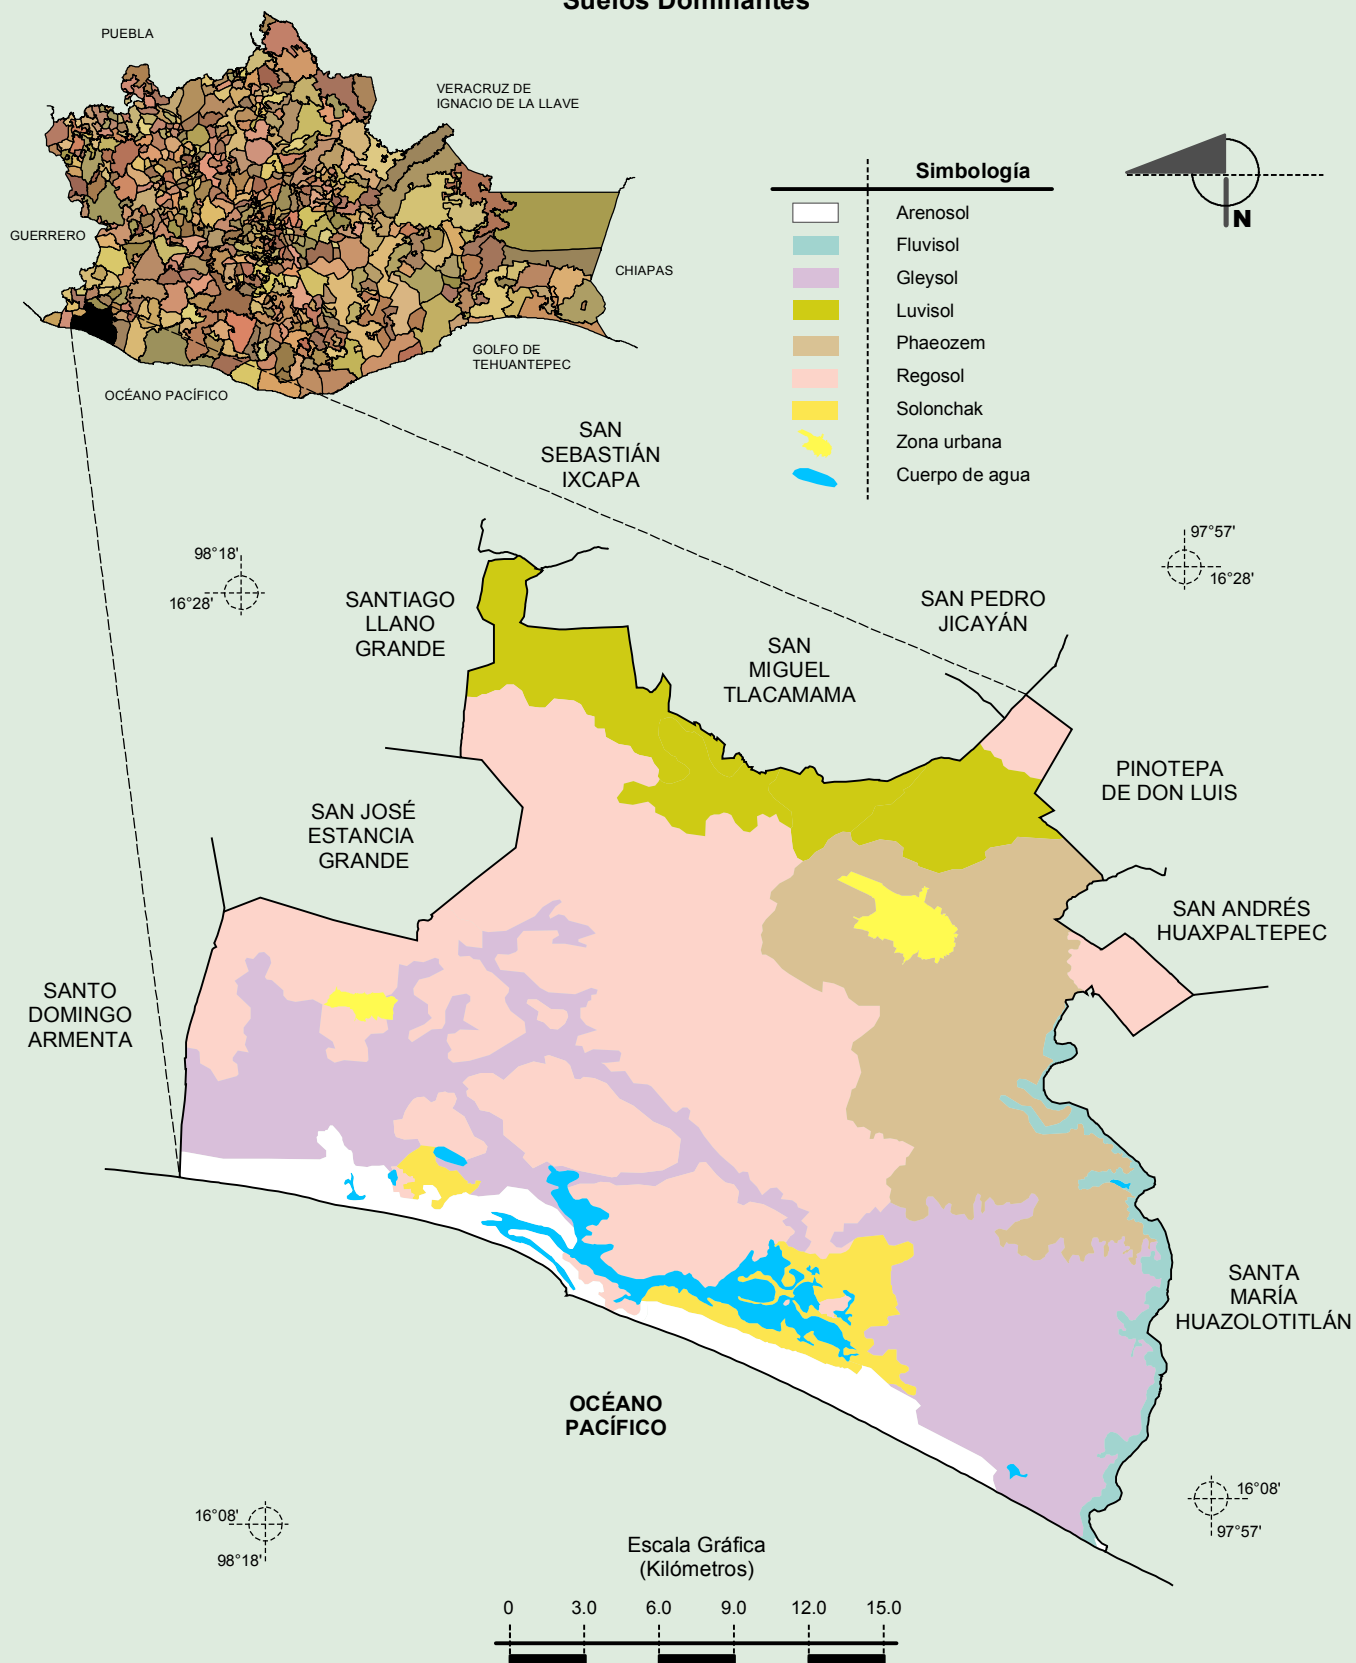 Suelos Dominantes
PUEBLA
VERACRUZ DE
IGNACIO DE LA LLAVE
GUERRERO
CHIAPAS
GOLFO DE
TEHUANTEPEC
OCÉANO PACÍFICO
Simbología
Arenosol
Fluvisol
Gleysol
Luvisol
Phaeozem
Regosol
Solonchak
Zona urbana
Cuerpo de agua
N
SAN
SEBASTIÁN
IXCAPA
98°18'
16°28'
97°57'
16°28'
SANTIAGO
LLANO
GRANDE
SAN PEDRO
JICAYÁN
SAN
MIGUEL
TLACAMAMA
PINOTEPA
DE DON LUIS
SAN JOSÉ
ESTANCIA
GRANDE
SAN ANDRÉS
HUAXPALTEPEC
SANTO
DOMINGO
ARMENTA
SANTA
MARÍA
HUAZOLOTITLÁN
OCÉANO
PACÍFICO
16°08'
98°18'
16°08'
97°57'
Escala Gráfica
(Kilómetros)
0 3.0 6.0 9.0 12.0 15.0